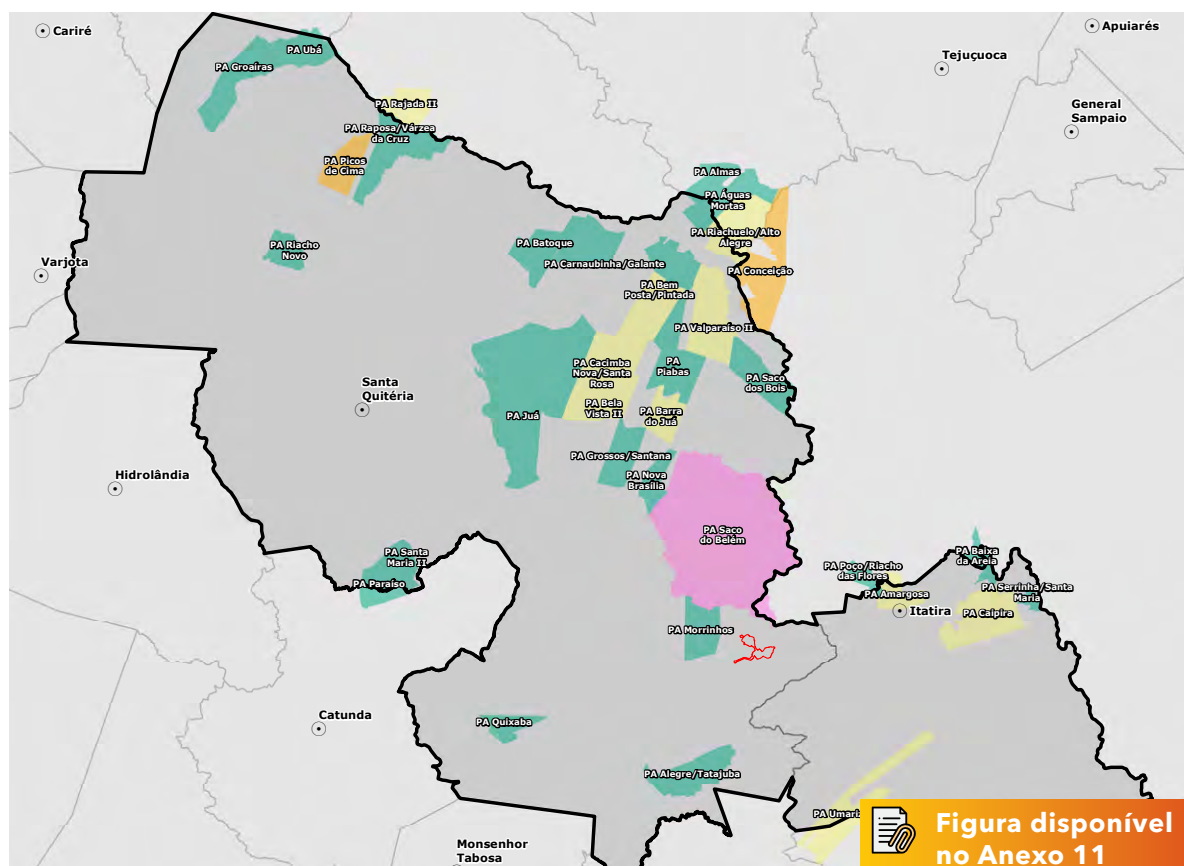 Cariré
Apuiarés
PA Ubá
Tejuçuoca
PA Groaíras
PA Rajada II
General
Sampaio
PA Raposa/Várzea
da Cruz
PA Picos
de Cima
PA Almas
PA Águas
Mortas
PA Riachuelo/Alto
Alegre
PA Riacho
Novo
PA Batoque
Varjota
PA Carnaubinha/Galante
PA Conceição
PA Bem
Posta/Pintada
PA Valparaíso II
PA Cacimba
Nova/Santa
Rosa
PA
Piabas
PA Saco
dos Bois
Santa
Quitéria
PA Juá
PA Bela
Vista II
PA Barra
do Juá
PA Grossos/Santana
Hidrolândia
PA Nova
Brasília
PA Saco
do Belém
PA Santa
Maria II
PA Paraíso
PA Poço/Riacho
das Flores
PA Baixa
da Areia
PA Amargosa
PA Serrinha/Santa
Maria
Itatira
PA Caipira
PA Morrinhos
Catunda
PA Quixaba
PA Alegre/Tatajuba
Monsenhor
Tabosa
Figura disponível
no Anexo 11